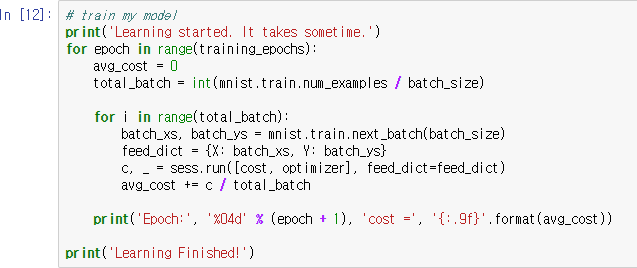 In [12]: # train my model
print('Learning started. It takes sometime.')
for epoch in range(training_epochs):
    avg_cost = 0
    total_batch = int(mnist.train.num_examples / batch_size)

    for i in range(total_batch):
        batch_xs, batch_ys = mnist.train.next_batch(batch_size)
        feed_dict = {X: batch_xs, Y: batch_ys}
        c, _ = sess.run([cost, optimizer], feed_dict=feed_dict)
        avg_cost += c / total_batch

    print('Epoch:', '%04d' % (epoch + 1), 'cost =', '{:.9f}'.format(avg_cost))

print('Learning Finished!')